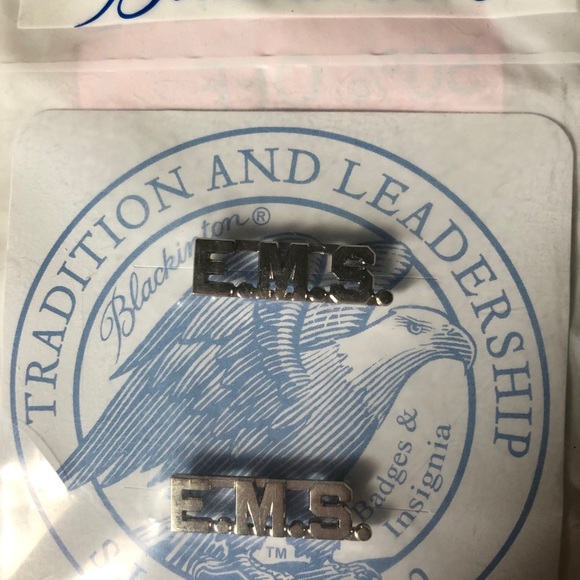 TRADITION AND LEADERSHIP
Blackinton®
E.M.S.
Badges &
Insignia
E.M.S.
TM